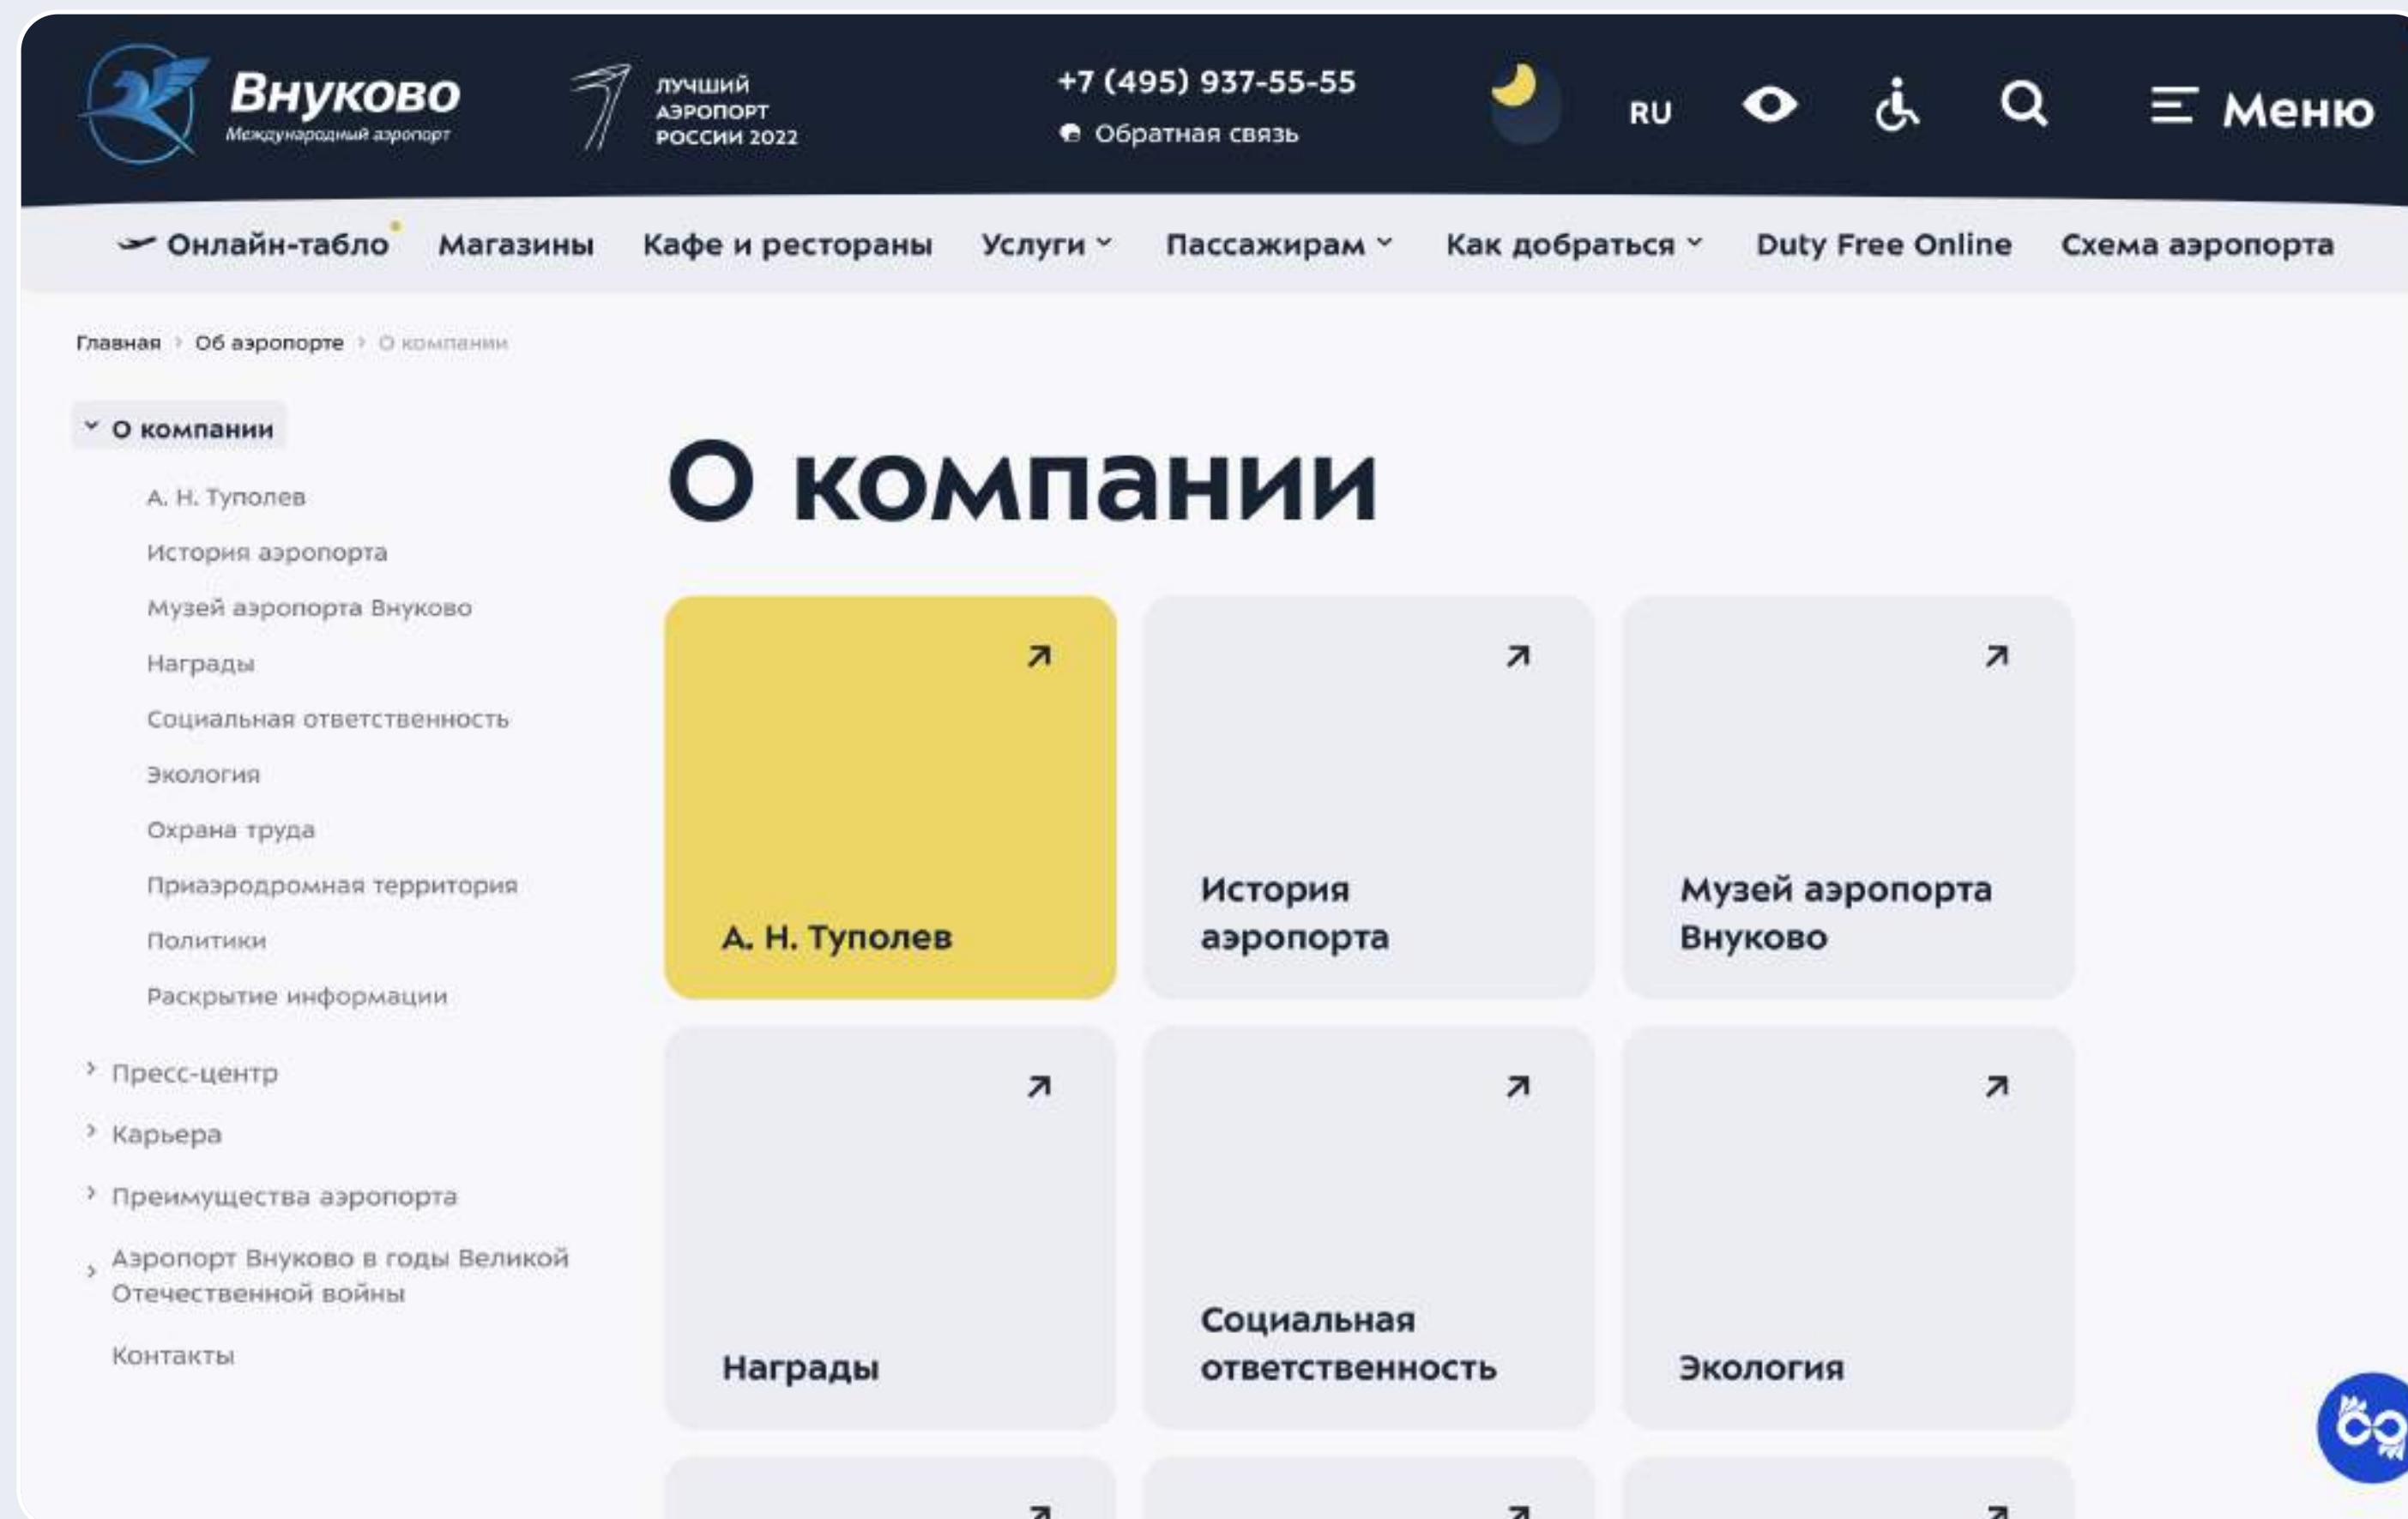 Внуково
Международный аэропорт
ЛУЧШИЙ
АЭРОПОРТ
РОССИИ 2022
+7 (495) 937-55-55
Обратная связь
RU
Меню
Онлайн-табло Магазины Кафе и рестораны Услуги Пассажирам Как добраться Duty Free Online Схема аэропорта
Главная Об аэропорте О компании
О компании
А. Н. Туполев
История аэропорта
Музей аэропорта Внуково
Награды
Социальная ответственность
Экология
Охрана труда
Приаэродромная территория
Политики
Раскрытие информации
Пресс-центр
Карьера
Преимущества аэропорта
Аэропорт Внуково в годы Великой
Отечественной войны
Контакты
О компании
А. Н. Туполев
История
аэропорта
Музей аэропорта
Внуково
Награды
Социальная
ответственность
Экология